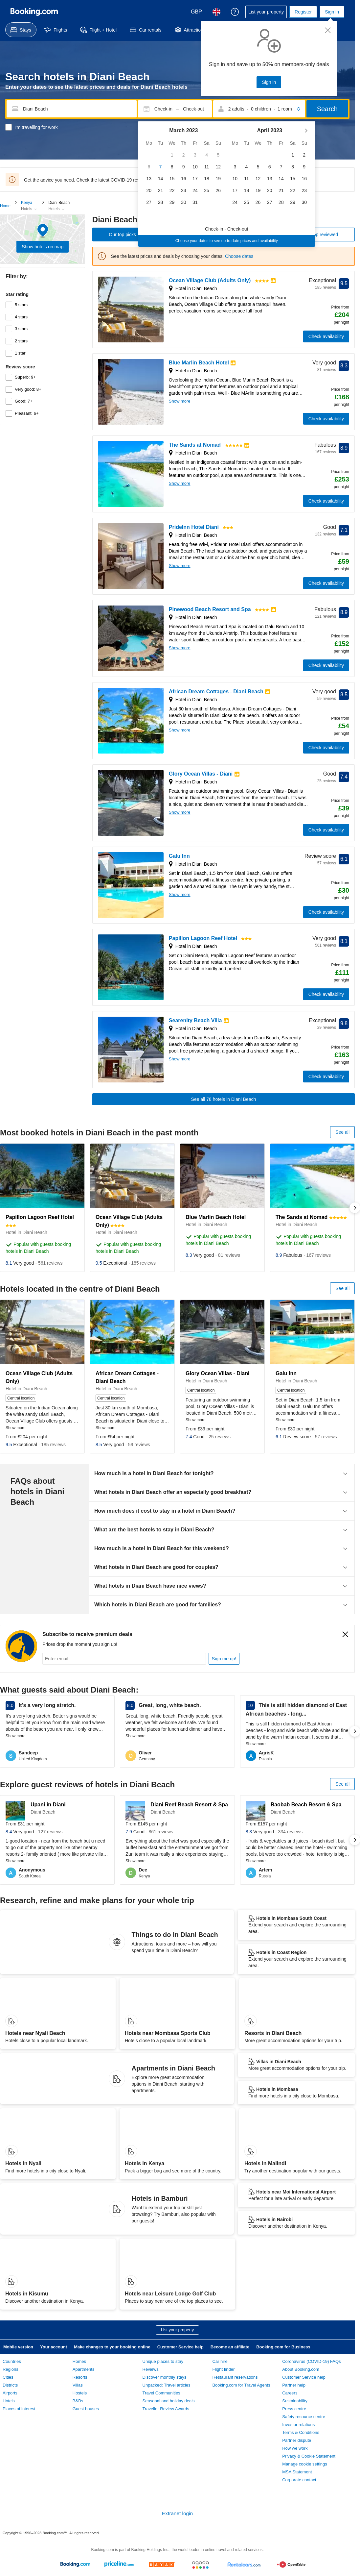 Booking.com
GBP
List your property
Register
Sign in
Stays
Flights
Flight + Hotel
Car rentals
Sign in and save up to 50% on members-only deals
Sign in
Search hotels in Diani Beach
Enter your dates to see the latest prices and deals for Diani Beach hotels
Diani Beach
Check-in — Check-out
2 adults · 0 children · 1 room
Search
I'm travelling for work
March 2023
April 2023
Mo Tu We Th Fr Sa Su
Mo Tu We Th Fr Sa Su
1 2 3 4 5
1 2
6 7 8 9 10 11 12
3 4 5 6 7 8 9
13 14 15 16 17 18 19
10 11 12 13 14 15 16
20 21 22 23 24 25 26
17 18 19 20 21 22 23
27 28 29 30 31
24 25 26 27 28 29 30
Check-in - Check-out
Choose your dates to see up-to-date prices and availability
Get the advice you need. Check the latest COVID-19 res
Home
Kenya
Hotels
Diani Beach
Hotels
Show hotels on map
Diani Beach
Our top picks
p reviewed
See the latest prices and deals by choosing your dates. Choose dates
Filter by:
Star rating
5 stars
4 stars
3 stars
2 stars
1 star
Review score
Superb: 9+
Very good: 8+
Good: 7+
Pleasant: 6+
Ocean Village Club (Adults Only)
Hotel in Diani Beach
Situated on the Indian Ocean along the white sandy Diani Beach, Ocean Village Club offers guests a tranquil haven. perfect location yummy food service peace full food
Exceptional
185 reviews
9.5
Price from
£204
per night
Check availability
Blue Marlin Beach Hotel
Hotel in Diani Beach
Overlooking the Indian Ocean, Blue Marlin Beach Resort is a beachfront property that features an outdoor pool and a large garden with palm trees. Well - Blue MArlin is something you are...
Show more
Very good
81 reviews
8.3
Price from
£168
per night
Check availability
The Sands at Nomad
Hotel in Diani Beach
Nestled in an indigenous coastal forest with a garden and a palm-fringed beach, The Sands at Nomad is located in Ukunda. It features an outdoor pool, a spa area and restaurants. This is one...
Show more
Fabulous
167 reviews
8.9
Price from
£253
per night
Check availability
PrideInn Hotel Diani
Hotel in Diani Beach
Featuring free WiFi, PrideInn Hotel Diani offers accommodation in Diani Beach. The hotel has an outdoor pool, and guests can enjoy a meal at the restaurant or a drink at the bar. super chic hotel, clea...
Show more
Good
132 reviews
7.1
Price from
£59
per night
Check availability
Pinewood Beach Resort and Spa
Hotel in Diani Beach
Pinewood Beach Resort and Spa is located on Galu Beach and 10 km away from the Ukunda Airstrip. This boutique hotel features water sport facilities, an outdoor pool and mini shopping arcade...
Show more
Fabulous
121 reviews
8.9
Price from
£152
per night
Check availability
African Dream Cottages - Diani Beach
Hotel in Diani Beach
Just 30 km south of Mombasa, African Dream Cottages - Diani Beach is situated in Diani close to the beach. It offers an outdoor pool, restaurant and a bar. The Place is beautiful, very comforta...
Show more
Very good
59 reviews
8.5
Price from
£54
per night
Check availability
Glory Ocean Villas - Diani
Hotel in Diani Beach
Featuring an outdoor swimming pool, Glory Ocean Villas - Diani is located in Diani Beach, 500 metres from the nearest beach. It's was a nice, quiet and clean environment that is near the beach and dia...
Show more
Good
25 reviews
7.4
Price from
£39
per night
Check availability
Galu Inn
Hotel in Diani Beach
Set in Diani Beach, 1.5 km from Diani Beach, Galu Inn offers accommodation with a fitness centre, free private parking, a garden and a shared lounge. The Gym is very handy, the st...
Show more
Review score
57 reviews
6.1
Price from
£30
per night
Check availability
Papillon Lagoon Reef Hotel
Hotel in Diani Beach
Set on Diani Beach, Papillon Lagoon Reef features an outdoor beach front pool and and bar restaurant area overlooking the Indian Ocean. All staff in kindly and perfect
Very good
561 reviews
8.1
Price from
£111
per night
Check availability
Searenity Beach Villa
Hotel in Diani Beach
Situated in Diani Beach, a few steps from Diani Beach, Searenity Beach Villa features accommodation with an outdoor swimming pool, free private parking, a garden and a shared lounge. If you...
Show more
Exceptional
29 reviews
9.8
Price from
£163
per night
Check availability
See all 78 hotels in Diani Beach
Most booked hotels in Diani Beach in the past month
See all
Papillon Lagoon Reef Hotel
Hotel in Diani Beach
Popular with guests booking hotels in Diani Beach
8.1 Very good · 561 reviews
Ocean Village Club (Adults Only)
Hotel in Diani Beach
Popular with guests booking hotels in Diani Beach
9.5 Exceptional · 185 reviews
Blue Marlin Beach Hotel
Hotel in Diani Beach
Popular with guests booking hotels in Diani Beach
8.3 Very good · 81 reviews
The Sands at Nomad
Hotel in Diani Beach
Popular with guests booking hotels in Diani Beach
8.9 Fabulous · 167 reviews
Hotels located in the centre of Diani Beach
See all
Ocean Village Club (Adults Only)
Hotel in Diani Beach
Central location
Situated on the Indian Ocean along the white sandy Diani Beach, Ocean Village Club offers guests ...
Show more
From £204 per night
9.5 Exceptional · 185 reviews
African Dream Cottages - Diani Beach
Hotel in Diani Beach
Central location
Just 30 km south of Mombasa, African Dream Cottages - Diani Beach is situated in Diani close to...
Show more
From £54 per night
8.5 Very good · 59 reviews
Glory Ocean Villas - Diani
Hotel in Diani Beach
Central location
Featuring an outdoor swimming pool, Glory Ocean Villas - Diani is located in Diani Beach, 500 metr...
Show more
From £39 per night
7.4 Good · 25 reviews
Galu Inn
Hotel in Diani Beach
Central location
Set in Diani Beach, 1.5 km from Diani Beach, Galu Inn offers accommodation with a fitness...
Show more
From £30 per night
6.1 Review score · 57 reviews
FAQs about hotels in Diani Beach
How much is a hotel in Diani Beach for tonight?
What hotels in Diani Beach offer an especially good breakfast?
How much does it cost to stay in a hotel in Diani Beach?
What are the best hotels to stay in Diani Beach?
How much is a hotel in Diani Beach for this weekend?
What hotels in Diani Beach are good for couples?
What hotels in Diani Beach have nice views?
Which hotels in Diani Beach are good for families?
Subscribe to receive premium deals
Prices drop the moment you sign up!
Enter email
Sign me up!
What guests said about Diani Beach:
8.0 It's a very long stretch.
It's a very long stretch. Better signs would be helpful to let you know from the main road where amongst the resorts you are near. I knew...
Show more
Sandeep
United Kingdom
8.0 Great, long, white beach.
Great, long, white beach, Friendly people, great weather, we felt welcome and safe. We found wonderful places for lunch and dinner and have...
Show more
Oliver
Germany
10 This is still hidden diamond of East African beaches - long...
This is still hidden diamond of East African beaches - long and wide beach with white and fine sand by the warm Indian ocean. It seems that...
Show more
AgrisK
Estonia
Explore guest reviews of hotels in Diani Beach
See all
Upani in Diani
Diani Beach
From £31 per night
8.4 Very good · 127 reviews
1-good location - near from the beach but u need to go out of the property not like other nearby resorts 2- family oriented ( more like private villa...
Show more
Anonymous
South Korea
Diani Reef Beach Resort & Spa
Diani Beach
From £145 per night
7.9 Good · 861 reviews
Everything about the hotel was good especially the buffet breakfast and the entertainment we got from Zuri team it was really a nice experience staying...
Show more
Dee
Kenya
Baobab Beach Resort & Spa
Diani Beach
From £157 per night
8.3 Very good · 334 reviews
- fruits & vegetables and juices - beach itself, but could be better cleaned near the hotel - swimming pools, bit were too crowded - hotel territory is big...
Show more
Artem
Russia
Research, refine and make plans for your whole trip
Things to do in Diani Beach
Attractions, tours and more – how will you spend your time in Diani Beach?
Hotels in Mombasa South Coast
Extend your search and explore the surrounding area.
Hotels in Coast Region
Extend your search and explore the surrounding area.
Hotels near Nyali Beach
Hotels close to a popular local landmark.
Hotels near Mombasa Sports Club
Hotels close to a popular local landmark.
Resorts in Diani Beach
More great accommodation options for your trip.
Apartments in Diani Beach
Explore more great accommodation options in Diani Beach, starting with apartments.
Villas in Diani Beach
More great accommodation options for your trip.
Hotels in Mombasa
Find more hotels in a city close to Mombasa.
Hotels in Nyali
Find more hotels in a city close to Nyali.
Hotels in Kenya
Pack a bigger bag and see more of the country.
Hotels in Malindi
Try another destination popular with our guests.
Hotels in Bamburi
Want to extend your trip or still just browsing? Try Bamburi, also popular with our guests!
Hotels near Moi International Airport
Perfect for a late arrival or early departure.
Hotels in Nairobi
Discover another destination in Kenya.
Hotels in Kisumu
Discover another destination in Kenya.
Hotels near Leisure Lodge Golf Club
Places to stay near one of the top places to see.
List your property
Mobile version
Your account
Make changes to your booking online
Customer Service help
Become an affiliate
Booking.com for Business
Countries
Regions
Cities
Districts
Airports
Hotels
Places of interest
Homes
Apartments
Resorts
Villas
Hostels
B&Bs
Guest houses
Unique places to stay
Reviews
Discover monthly stays
Unpacked: Travel articles
Travel Communities
Seasonal and holiday deals
Traveller Review Awards
Car hire
Flight finder
Restaurant reservations
Booking.com for Travel Agents
Coronavirus (COVID-19) FAQs
About Booking.com
Customer Service help
Partner help
Careers
Sustainability
Press centre
Safety resource centre
Investor relations
Terms & Conditions
Partner dispute
How we work
Privacy & Cookie Statement
Manage cookie settings
MSA Statement
Corporate contact
Extranet login
Copyright © 1996–2023 Booking.com™. All rights reserved.
Booking.com is part of Booking Holdings Inc., the world leader in online travel and related services.
Booking.com
priceline.com
KAYAK
agoda
Rentalcars.com
OpenTable